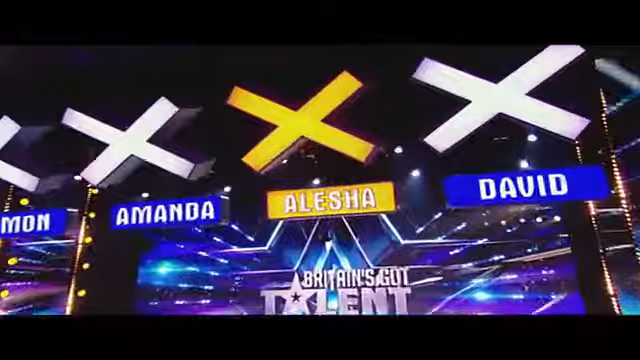 MON
AMANDA
ALESHA
DAVID
BRITAIN'S GOT
TALENT